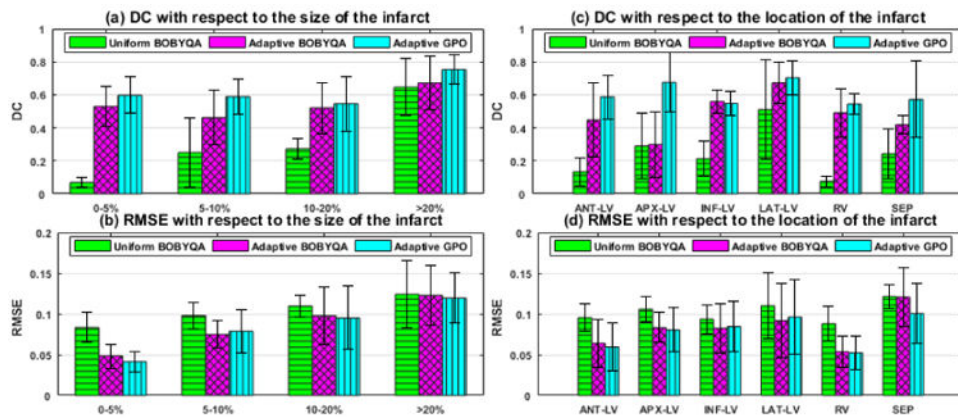 (a) DC with respect to the size of the infarct
Uniform BOBYQA Adaptive BOBYQA Adaptive GPO
1
0.8
0.6
0.4
0.2
0
DC
0-5% 5-10% 10-20% >20%
(b) RMSE with respect to the size of the infarct
Uniform BOBYQA Adaptive BOBYQA Adaptive GPO
0.2
0.15
0.1
0.05
0
RMSE
0-5% 5-10% 10-20% >20%
(c) DC with respect to the location of the infarct
Uniform BOBYQA Adaptive BOBYQA Adaptive GPO
1
0.8
0.6
0.4
0.2
0
DC
ANT-LV APX-LV INF-LV LAT-LV RV SEP
(d) RMSE with respect to the location of the infarct
Uniform BOBYQA Adaptive BOBYQA Adaptive GPO
0.2
0.15
0.1
0.05
0
RMSE
ANT-LV APX-LV INF-LV LAT-LV RV SEP